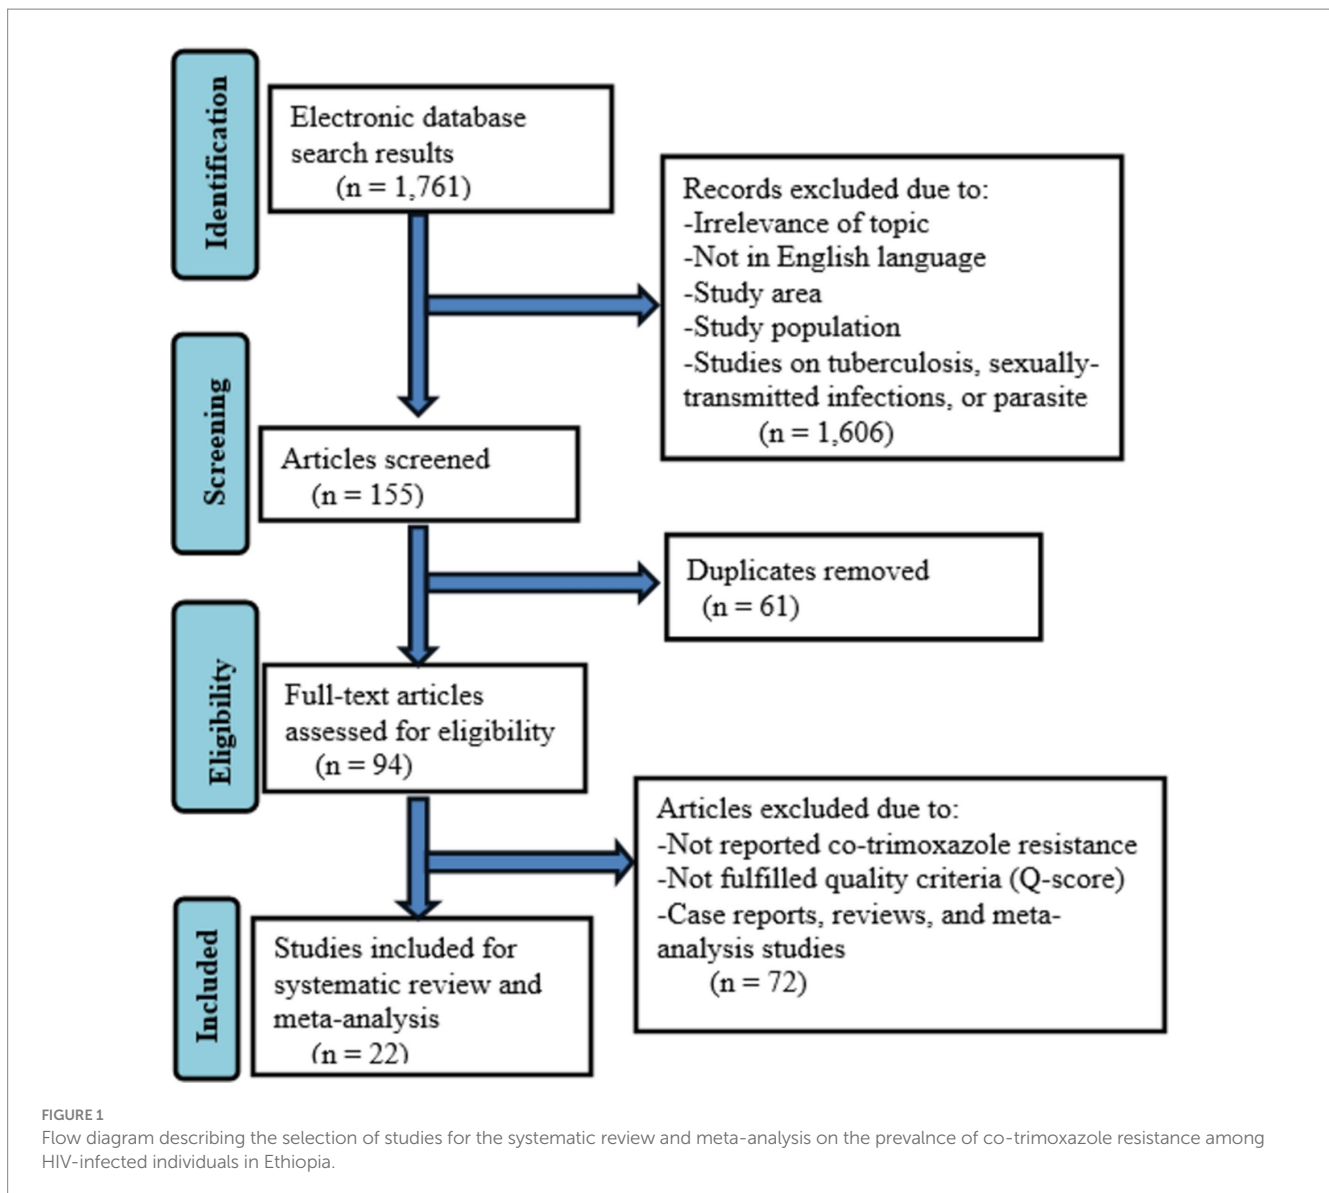 Identification
Electronic database
search results
(n = 1,761)
Records excluded due to:
-Irrelevance of topic
-Not in English language
-Study area
-Study population
-Studies on tuberculosis, sexually-
transmitted infections, or parasite
(n = 1,606)
Screening
Articles screened
(n = 155)
Duplicates removed
(n = 61)
Eligibility
Full-text articles
assessed for eligibility
(n = 94)
Articles excluded due to:
-Not reported co-trimoxazole resistance
-Not fulfilled quality criteria (Q-score)
-Case reports, reviews, and meta-
analysis studies
(n = 72)
Included
Studies included for
systematic review and
meta-analysis
(n = 22)
FIGURE 1
Flow diagram describing the selection of studies for the systematic review and meta-analysis on the prevalnce of co-trimoxazole resistance among
HIV-infected individuals in Ethiopia.